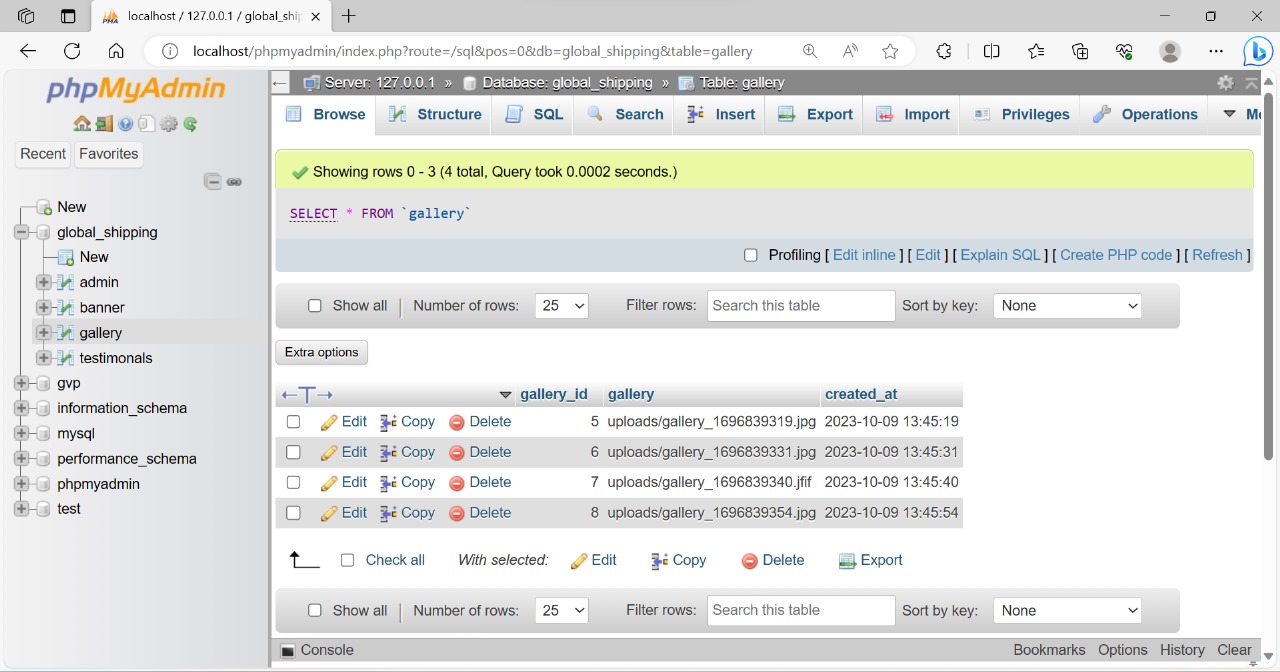 localhost / 127.0.0.1 / global_ship
localhost/phpmyadmin/index.php?route=/sql&pos=0&db=global_shipping&table=gallery
phpMyAdmin
Recent Favorites
New
global_shipping
New
admin
banner
gallery
testimonals
gvp
information_schema
mysql
performance_schema
phpmyadmin
test
Server: 127.0.0.1 » Database: global_shipping » Table: gallery
Browse Structure SQL Search Insert Export Import Privileges Operations
Showing rows 0 - 3 (4 total, Query took 0.0002 seconds.)
SELECT * FROM `gallery`
Profiling [ Edit inline ] [ Edit ] [ Explain SQL ] [ Create PHP code ] [ Refresh ]
Show all | Number of rows: 25 Filter rows: Search this table Sort by key: None
Extra options
←T→ gallery_id gallery created_at
Edit Copy Delete 5 uploads/gallery_1696839319.jpg 2023-10-09 13:45:19
Edit Copy Delete 6 uploads/gallery_1696839331.jpg 2023-10-09 13:45:31
Edit Copy Delete 7 uploads/gallery_1696839340.jfif 2023-10-09 13:45:40
Edit Copy Delete 8 uploads/gallery_1696839354.jpg 2023-10-09 13:45:54
Check all With selected: Edit Copy Delete Export
Show all | Number of rows: 25 Filter rows: Search this table Sort by key: None
Console Bookmarks Options History Clear